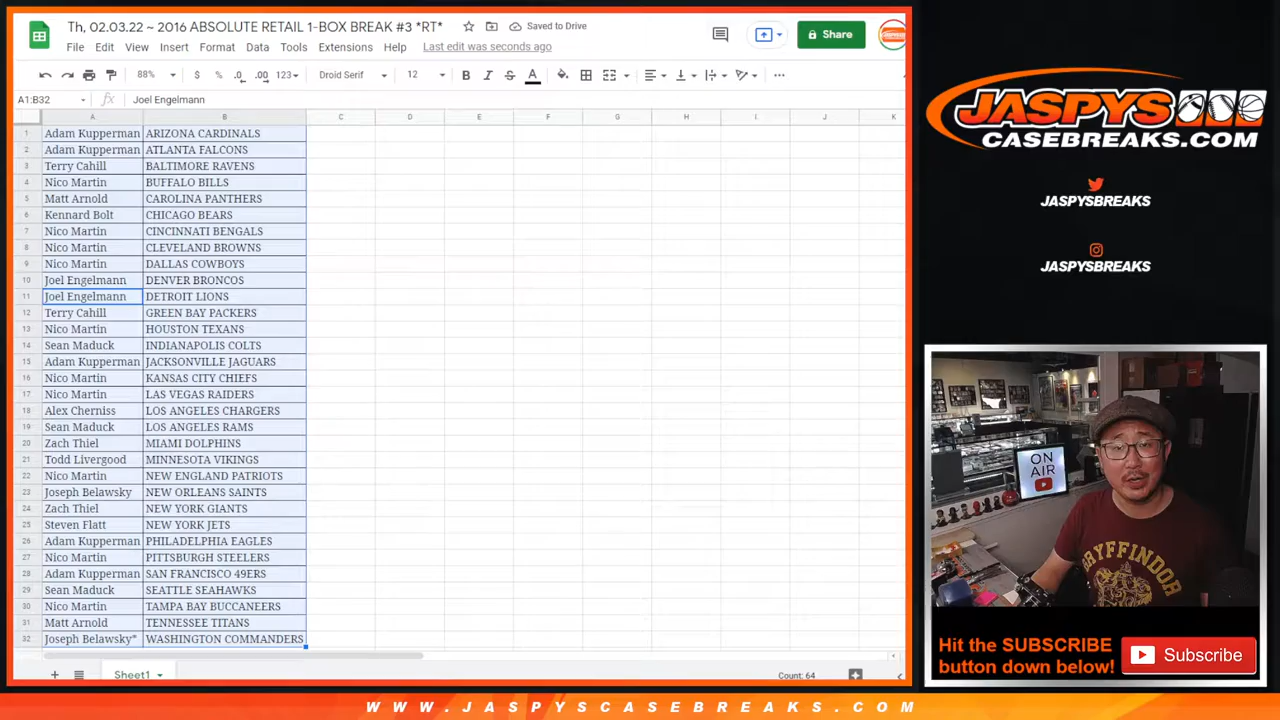 Th, 02.03.22 ~ 2016 ABSOLUTE RETAIL 1-BOX BREAK #3 *RT*
Saved to Drive
File Edit View Insert Format Data Tools Extensions Help Last edit was seconds ago
Share
88% $ % .0 .00 123 Droid Serif 12 B I S A
A1:B32 fx Joel Engelmann
A B C D E F G H I J K
1 Adam Kupperman ARIZONA CARDINALS
2 Adam Kupperman ATLANTA FALCONS
3 Terry Cahill BALTIMORE RAVENS
4 Nico Martin BUFFALO BILLS
5 Matt Arnold CAROLINA PANTHERS
6 Kennard Bolt CHICAGO BEARS
7 Nico Martin CINCINNATI BENGALS
8 Nico Martin CLEVELAND BROWNS
9 Nico Martin DALLAS COWBOYS
10 Joel Engelmann DENVER BRONCOS
11 Joel Engelmann DETROIT LIONS
12 Terry Cahill GREEN BAY PACKERS
13 Nico Martin HOUSTON TEXANS
14 Sean Maduck INDIANAPOLIS COLTS
15 Adam Kupperman JACKSONVILLE JAGUARS
16 Nico Martin KANSAS CITY CHIEFS
17 Nico Martin LAS VEGAS RAIDERS
18 Alex Cherniss LOS ANGELES CHARGERS
19 Sean Maduck LOS ANGELES RAMS
20 Zach Thiel MIAMI DOLPHINS
21 Todd Livergood MINNESOTA VIKINGS
22 Nico Martin NEW ENGLAND PATRIOTS
23 Joseph Belawsky NEW ORLEANS SAINTS
24 Zach Thiel NEW YORK GIANTS
25 Steven Flatt NEW YORK JETS
26 Adam Kupperman PHILADELPHIA EAGLES
27 Nico Martin PITTSBURGH STEELERS
28 Adam Kupperman SAN FRANCISCO 49ERS
29 Sean Maduck SEATTLE SEAHAWKS
30 Nico Martin TAMPA BAY BUCCANEERS
31 Matt Arnold TENNESSEE TITANS
32 Joseph Belawsky* WASHINGTON COMMANDERS
Sheet1
Count: 64
JASPYS
CASEBREAKS.COM
JASPYSBREAKS
JASPYSBREAKS
ON
AIR
GRYFFINDOR
Hit the SUBSCRIBE
button down below!
Subscribe
WWW.JASPYSCASEBREAKS.COM